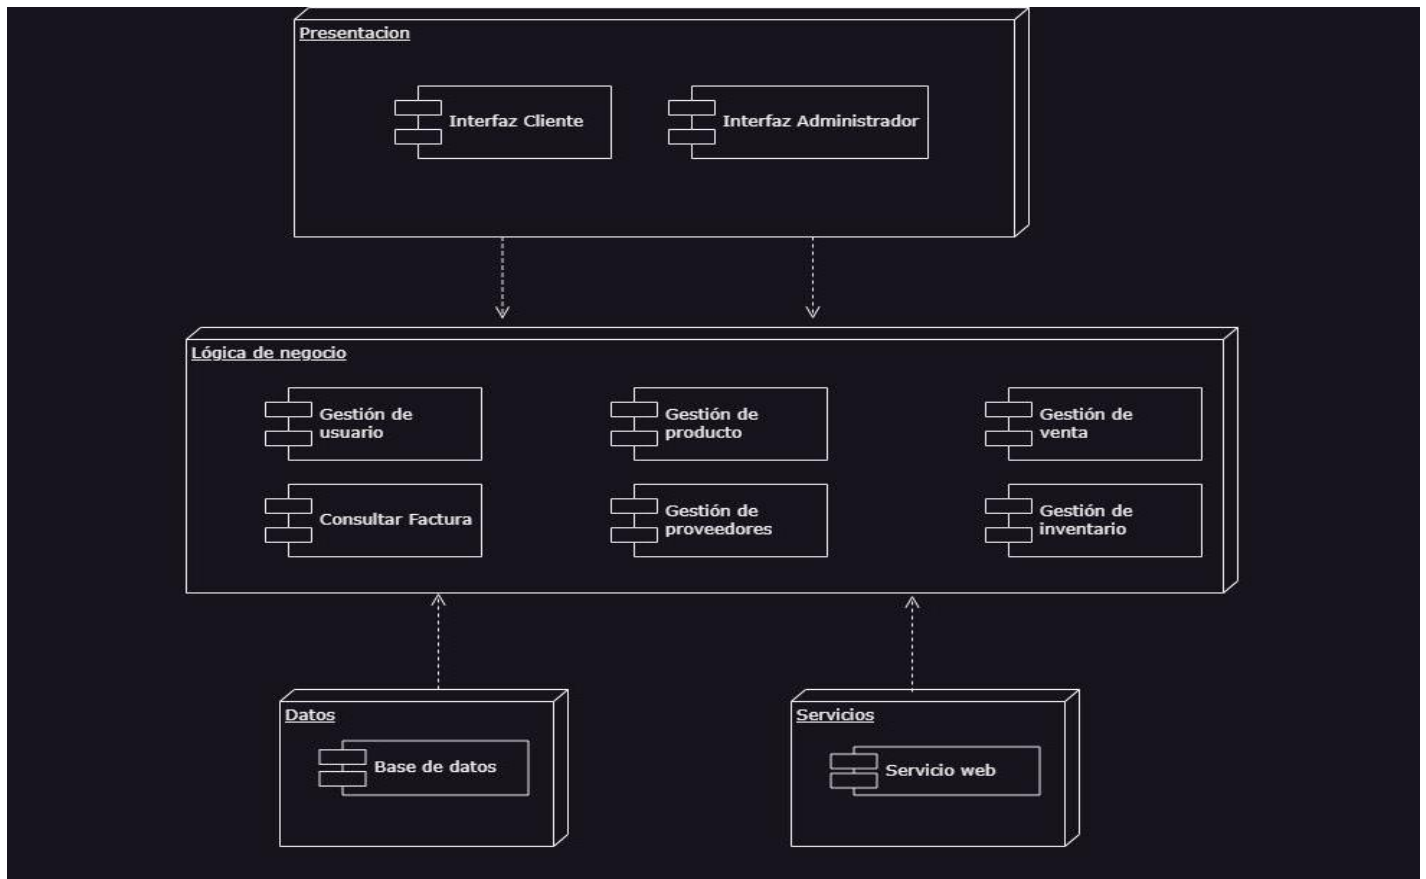 Presentacion
Interfaz Cliente
Interfaz Administrador
Lógica de negocio
Gestión de
usuario
Gestión de
producto
Gestión de
venta
Consultar Factura
Gestión de
proveedores
Gestión de
inventario
Datos
Base de datos
Servicios
Servicio web